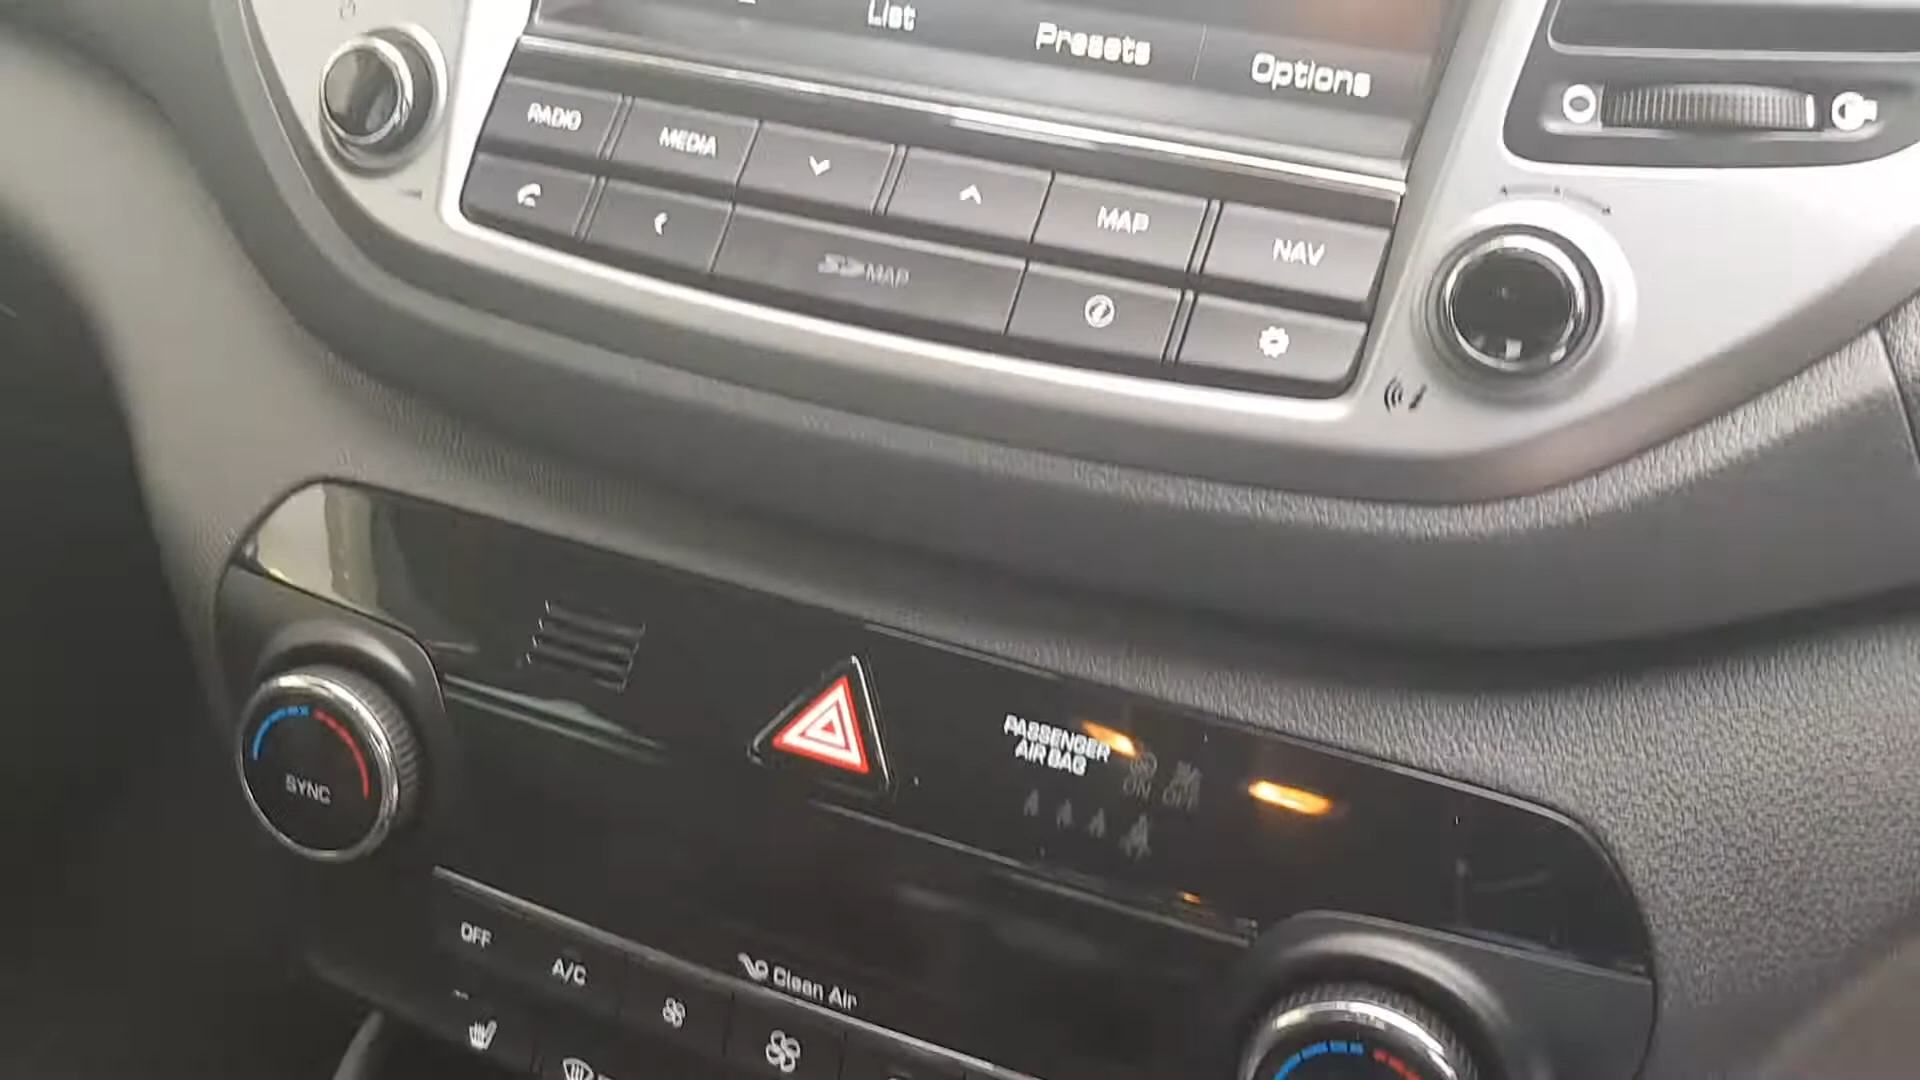 List
Presets
Options
RADIO
MEDIA
MAP
NAV
MAP
SYNC
PASSENGER
AIR BAG
ON
OFF
OFF
A/C
Clean Air